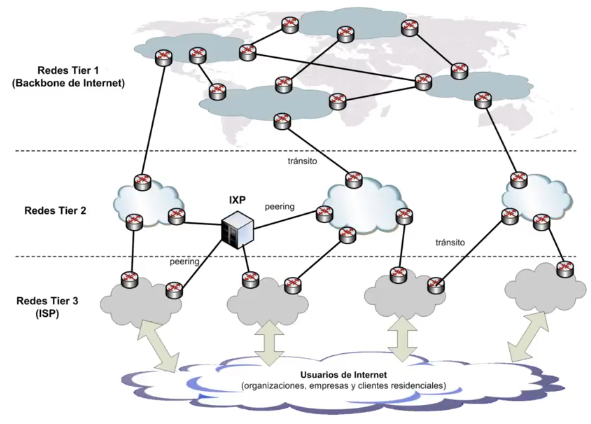 Redes Tier 1
(Backbone de Internet)
tránsito
Redes Tier 2
IXP
peering
tránsito
peering
Redes Tier 3
(ISP)
Usuarios de Internet
(organizaciones, empresas y clientes residenciales)